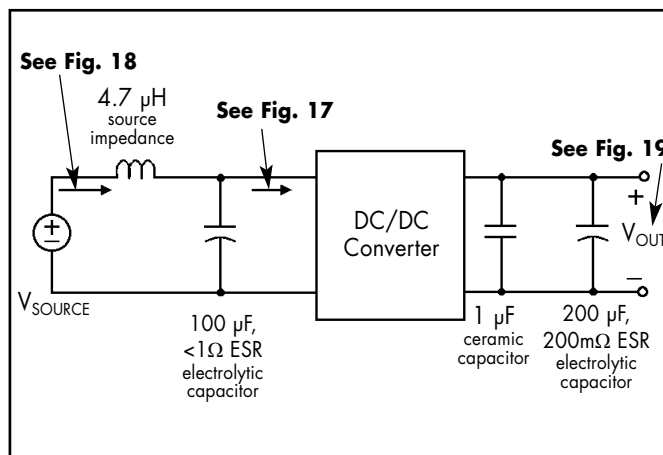 See Fig. 18
4.7 µH
source
impedance
See Fig. 17
See Fig. 19
DC/DC
Converter
+
−
V_SOURCE
+
V_OUT
−
100 µF,
<1Ω ESR
electrolytic
capacitor
1 µF
ceramic
capacitor
200 µF,
200mΩ ESR
electrolytic
capacitor